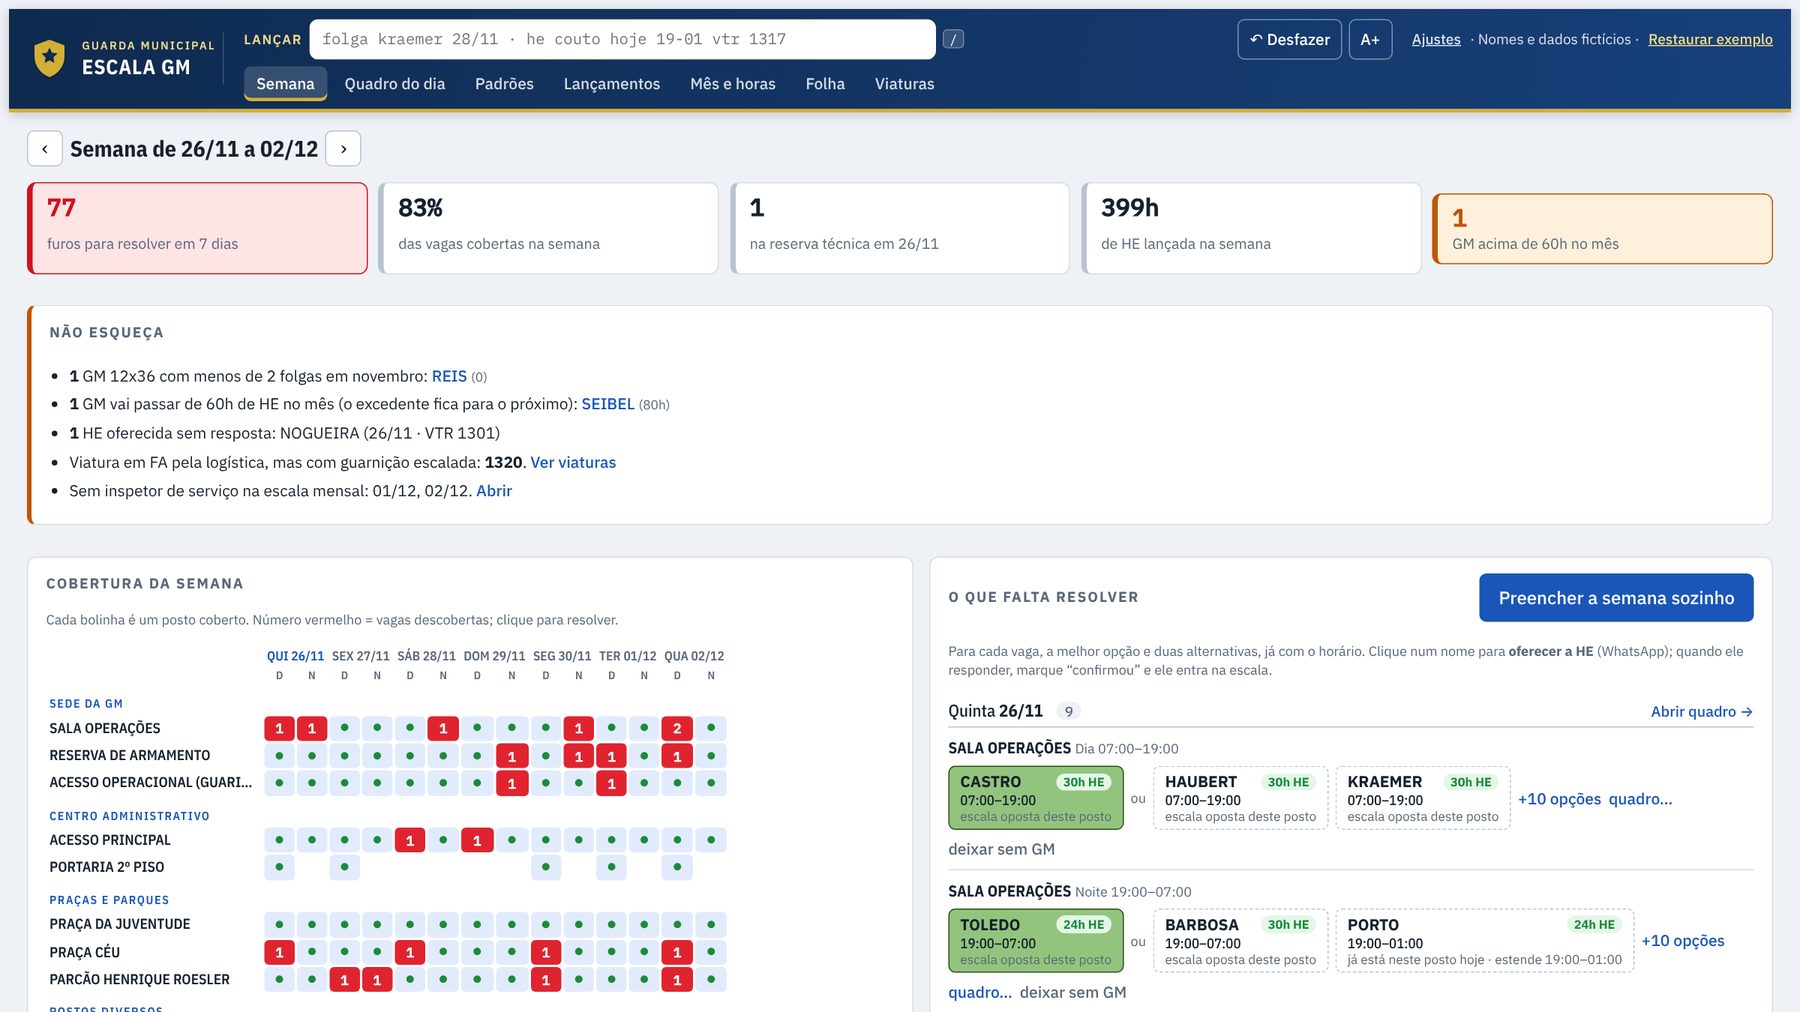 GUARDA MUNICIPAL
ESCALA GM
LANÇAR
folga kraemer 28/11 · he couto hoje 19-01 vtr 1317
/
↶ Desfazer
A+
Ajustes · Nomes e dados fictícios · Restaurar exemplo
Semana
Quadro do dia
Padrões
Lançamentos
Mês e horas
Folha
Viaturas
‹ Semana de 26/11 a 02/12 ›
77
furos para resolver em 7 dias
83%
das vagas cobertas na semana
1
na reserva técnica em 26/11
399h
de HE lançada na semana
1
GM acima de 60h no mês
NÃO ESQUEÇA
• 1 GM 12x36 com menos de 2 folgas em novembro: REIS (0)
• 1 GM vai passar de 60h de HE no mês (o excedente fica para o próximo): SEIBEL (80h)
• 1 HE oferecida sem resposta: NOGUEIRA (26/11 · VTR 1301)
• Viatura em FA pela logística, mas com guarnição escalada: 1320. Ver viaturas
• Sem inspetor de serviço na escala mensal: 01/12, 02/12. Abrir
COBERTURA DA SEMANA
Cada bolinha é um posto coberto. Número vermelho = vagas descobertas; clique para resolver.
QUI 26/11 SEX 27/11 SÁB 28/11 DOM 29/11 SEG 30/11 TER 01/12 QUA 02/12
D N D N D N D N D N D N D N
SEDE DA GM
SALA OPERAÇÕES 1 1 1 1 2
RESERVA DE ARMAMENTO 1 1 1 1
ACESSO OPERACIONAL (GUARI... 1 1
CENTRO ADMINISTRATIVO
ACESSO PRINCIPAL 1 1
PORTARIA 2º PISO
PRAÇAS E PARQUES
PRAÇA DA JUVENTUDE
PRAÇA CÉU 1 1 1 1
PARCÃO HENRIQUE ROESLER 1 1 1 1
POSTOS DIVERSOS
O QUE FALTA RESOLVER
Preencher a semana sozinho
Para cada vaga, a melhor opção e duas alternativas, já com o horário. Clique num nome para oferecer a HE (WhatsApp); quando ele
responder, marque “confirmou” e ele entra na escala.
Quinta 26/11 9
Abrir quadro →
SALA OPERAÇÕES Dia 07:00–19:00
CASTRO 30h HE
07:00–19:00
escala oposta deste posto
ou
HAUBERT 30h HE
07:00–19:00
escala oposta deste posto
KRAEMER 30h HE
07:00–19:00
escala oposta deste posto
+10 opções quadro...
deixar sem GM
SALA OPERAÇÕES Noite 19:00–07:00
TOLEDO 24h HE
19:00–07:00
escala oposta deste posto
ou
BARBOSA 30h HE
19:00–07:00
escala oposta deste posto
PORTO 24h HE
19:00–01:00
já está neste posto hoje · estende 19:00–01:00
+10 opções
quadro... deixar sem GM